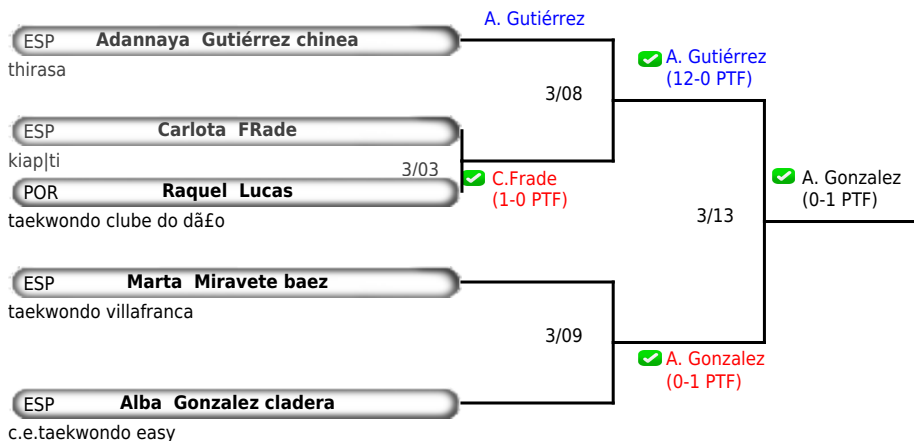 A. Gutiérrez
ESP Adannaya Gutiérrez chinea
thirasa
A. Gutiérrez
(12-0 PTF)
3/08
ESP Carlota FRade
kiap|ti
3/03
C.Frade
(1-0 PTF)
POR Raquel Lucas
taekwondo clube do dã£o
A. Gonzalez
(0-1 PTF)
3/13
ESP Marta Miravete baez
taekwondo villafranca
3/09
A. Gonzalez
(0-1 PTF)
ESP Alba Gonzalez cladera
c.e.taekwondo easy